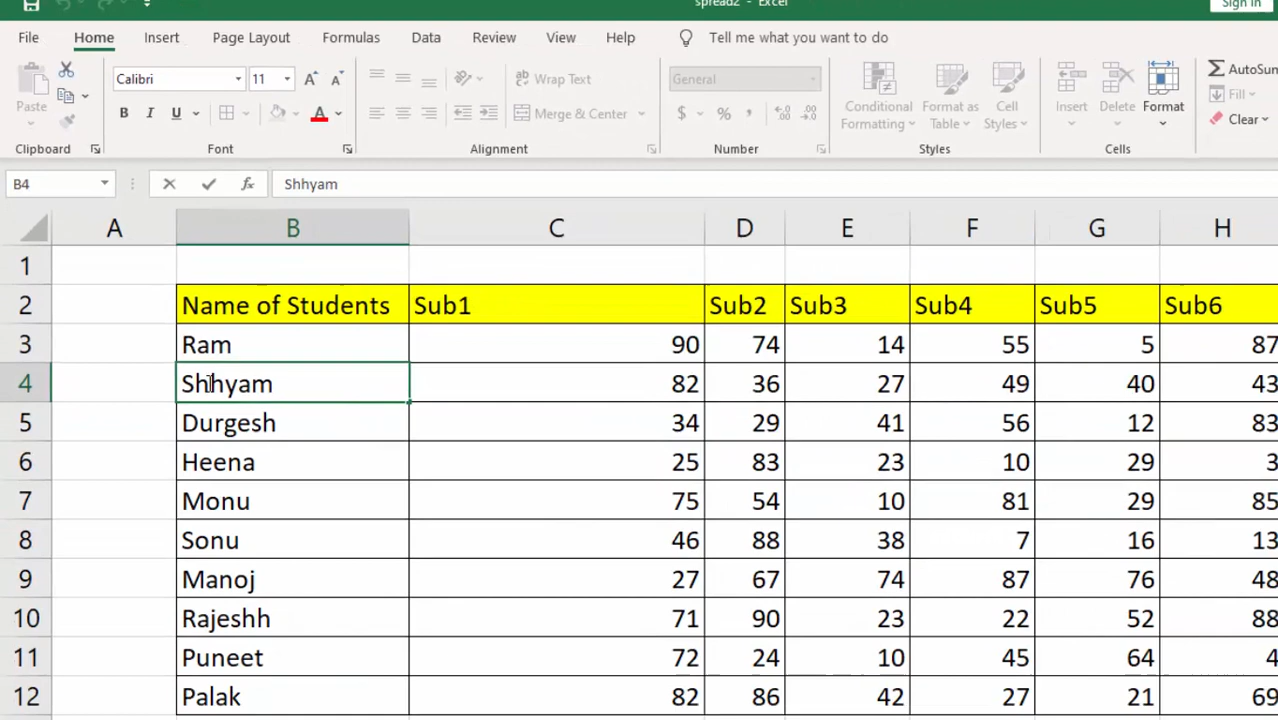 spread2 - Excel
Sign in
File Home Insert Page Layout Formulas Data Review View Help Tell me what you want to do
Paste
Calibri 11 A A
B I U A
Wrap Text
Merge & Center
General
$ % ,
Conditional Formatting
Format as Table
Cell Styles
Insert Delete Format
AutoSum
Fill
Clear
Clipboard Font Alignment Number Styles Cells
B4 fx Shhyam
A B C D E F G H
1
2 Name of Students Sub1 Sub2 Sub3 Sub4 Sub5 Sub6
3 Ram 90 74 14 55 5 87
4 Shhyam 82 36 27 49 40 43
5 Durgesh 34 29 41 56 12 83
6 Heena 25 83 23 10 29 3
7 Monu 75 54 10 81 29 85
8 Sonu 46 88 38 7 16 13
9 Manoj 27 67 74 87 76 48
10 Rajeshh 71 90 23 22 52 88
11 Puneet 72 24 10 45 64 4
12 Palak 82 86 42 27 21 69